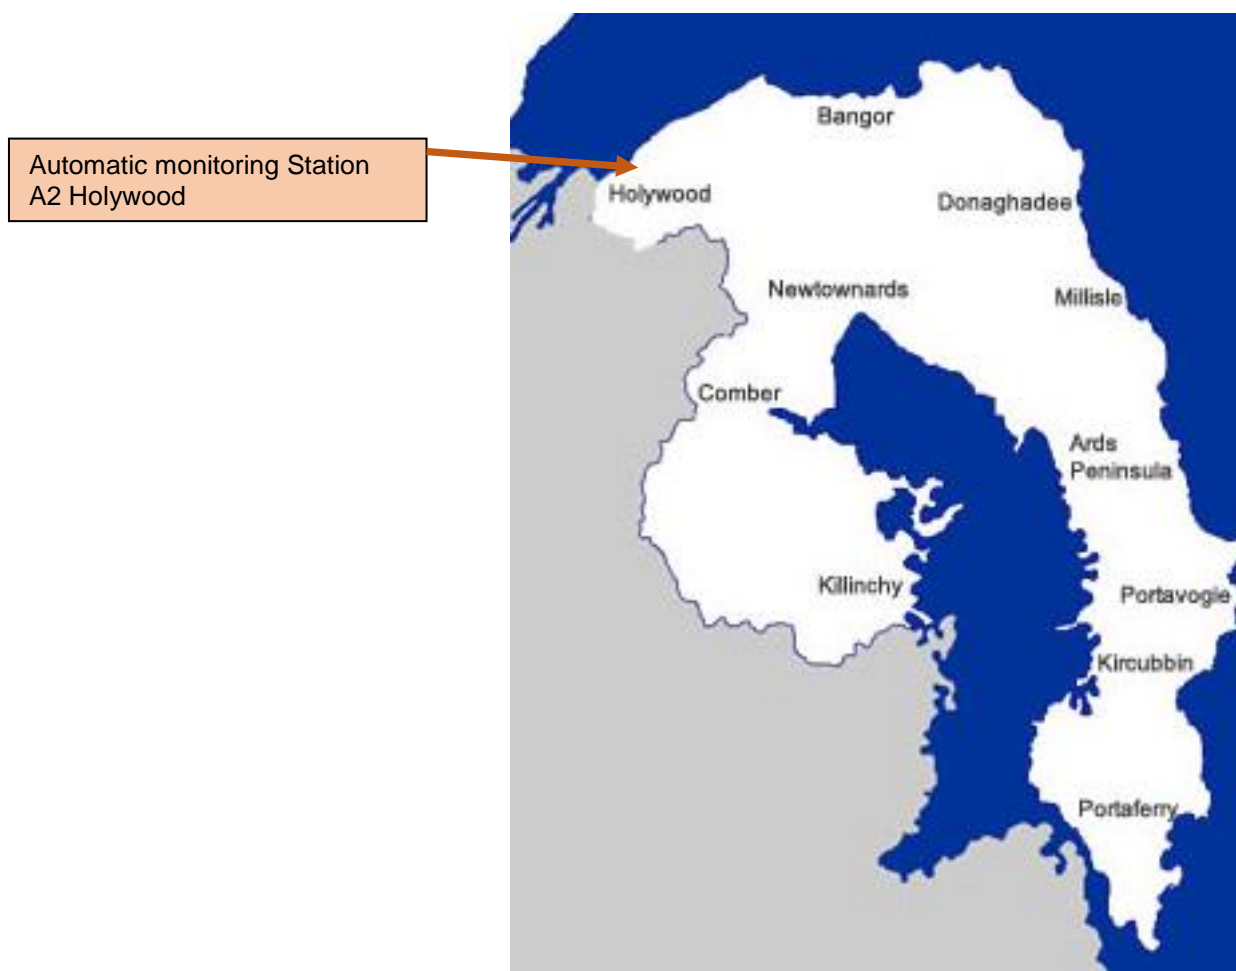 Bangor
Automatic monitoring Station
A2 Holywood
Holywood
Donaghadee
Newtownards
Millisle
Comber
Ards
Peninsula
Killinchy
Portavogie
Kircubbin
Portaferry